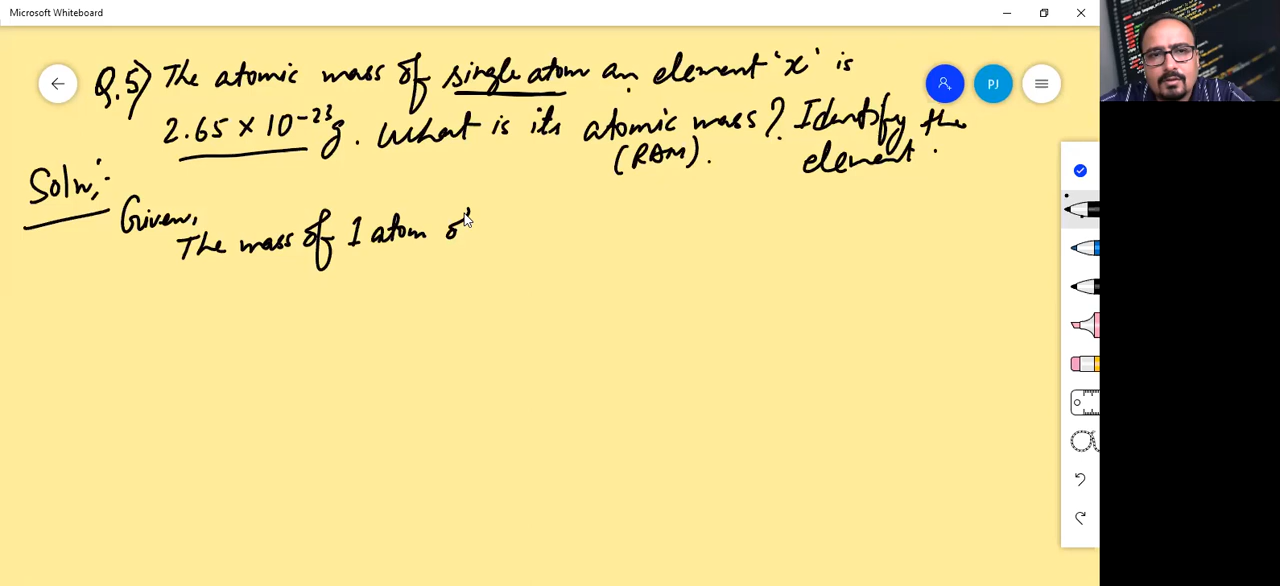 Microsoft Whiteboard
Q.5) The atomic mass of single atom an element 'x' is
2.65 × 10-23 g. What is its atomic mass? Identify the
(RAM). element.
Soln:-
Given,
The mass of 1 atom o
PJ